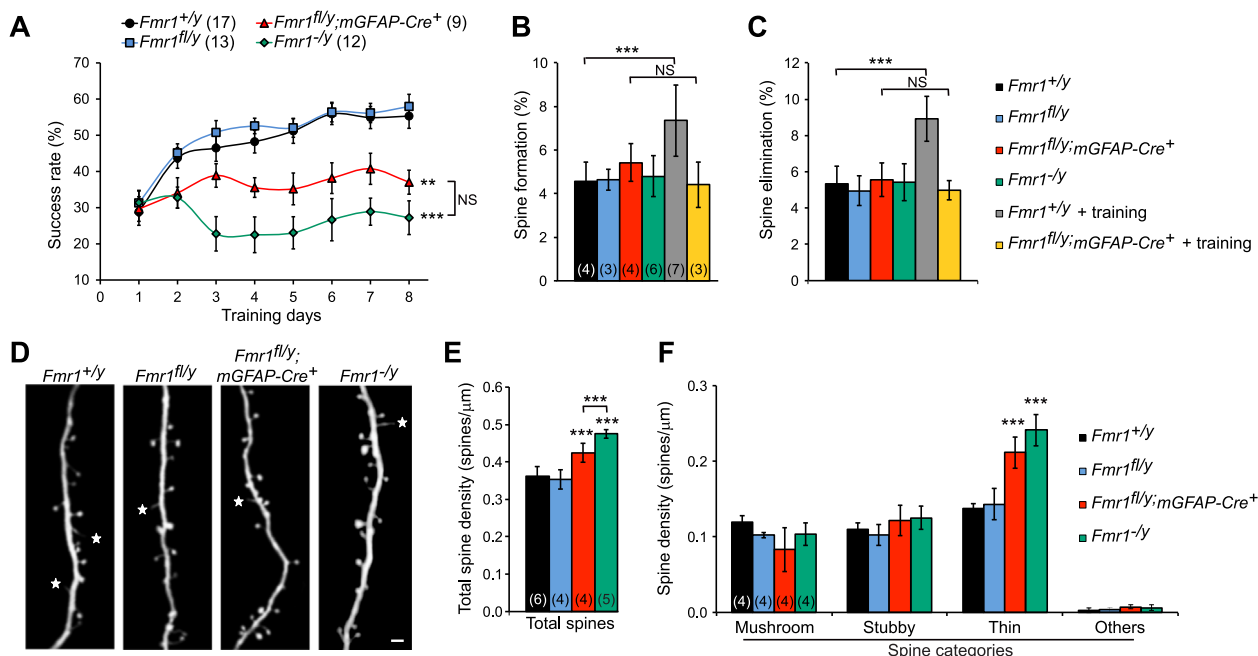 A
Fmr1+/y (17)
Fmr1fl/y;mGFAP-Cre+ (9)
Fmr1fl/y (13)
Fmr1-/y (12)
Success rate (%)
70
60
50
40
30
20
10
**
NS
***
0 1 2 3 4 5 6 7 8
Training days
B
Spine formation (%)
10
8
6
4
2
0
***
NS
(4) (3) (4) (6) (7) (3)
C
Spine elimination (%)
12
10
8
6
4
2
0
***
NS
Fmr1+/y
Fmr1fl/y
Fmr1fl/y;mGFAP-Cre+
Fmr1-/y
Fmr1+/y + training
Fmr1fl/y;mGFAP-Cre+ + training
D
Fmr1+/y
Fmr1fl/y
Fmr1fl/y;
mGFAP-Cre+
Fmr1-/y
E
Total spine density (spines/μm)
0.6
0.5
0.4
0.3
0.2
0.1
0.0
***
*** ***
(6) (4) (4) (5)
Total spines
F
Spine density (spines/μm)
0.3
0.2
0.1
0.0
*** ***
(4) (4) (4) (4)
Mushroom Stubby Thin Others
Spine categories
Fmr1+/y
Fmr1fl/y
Fmr1fl/y;mGFAP-Cre+
Fmr1-/y